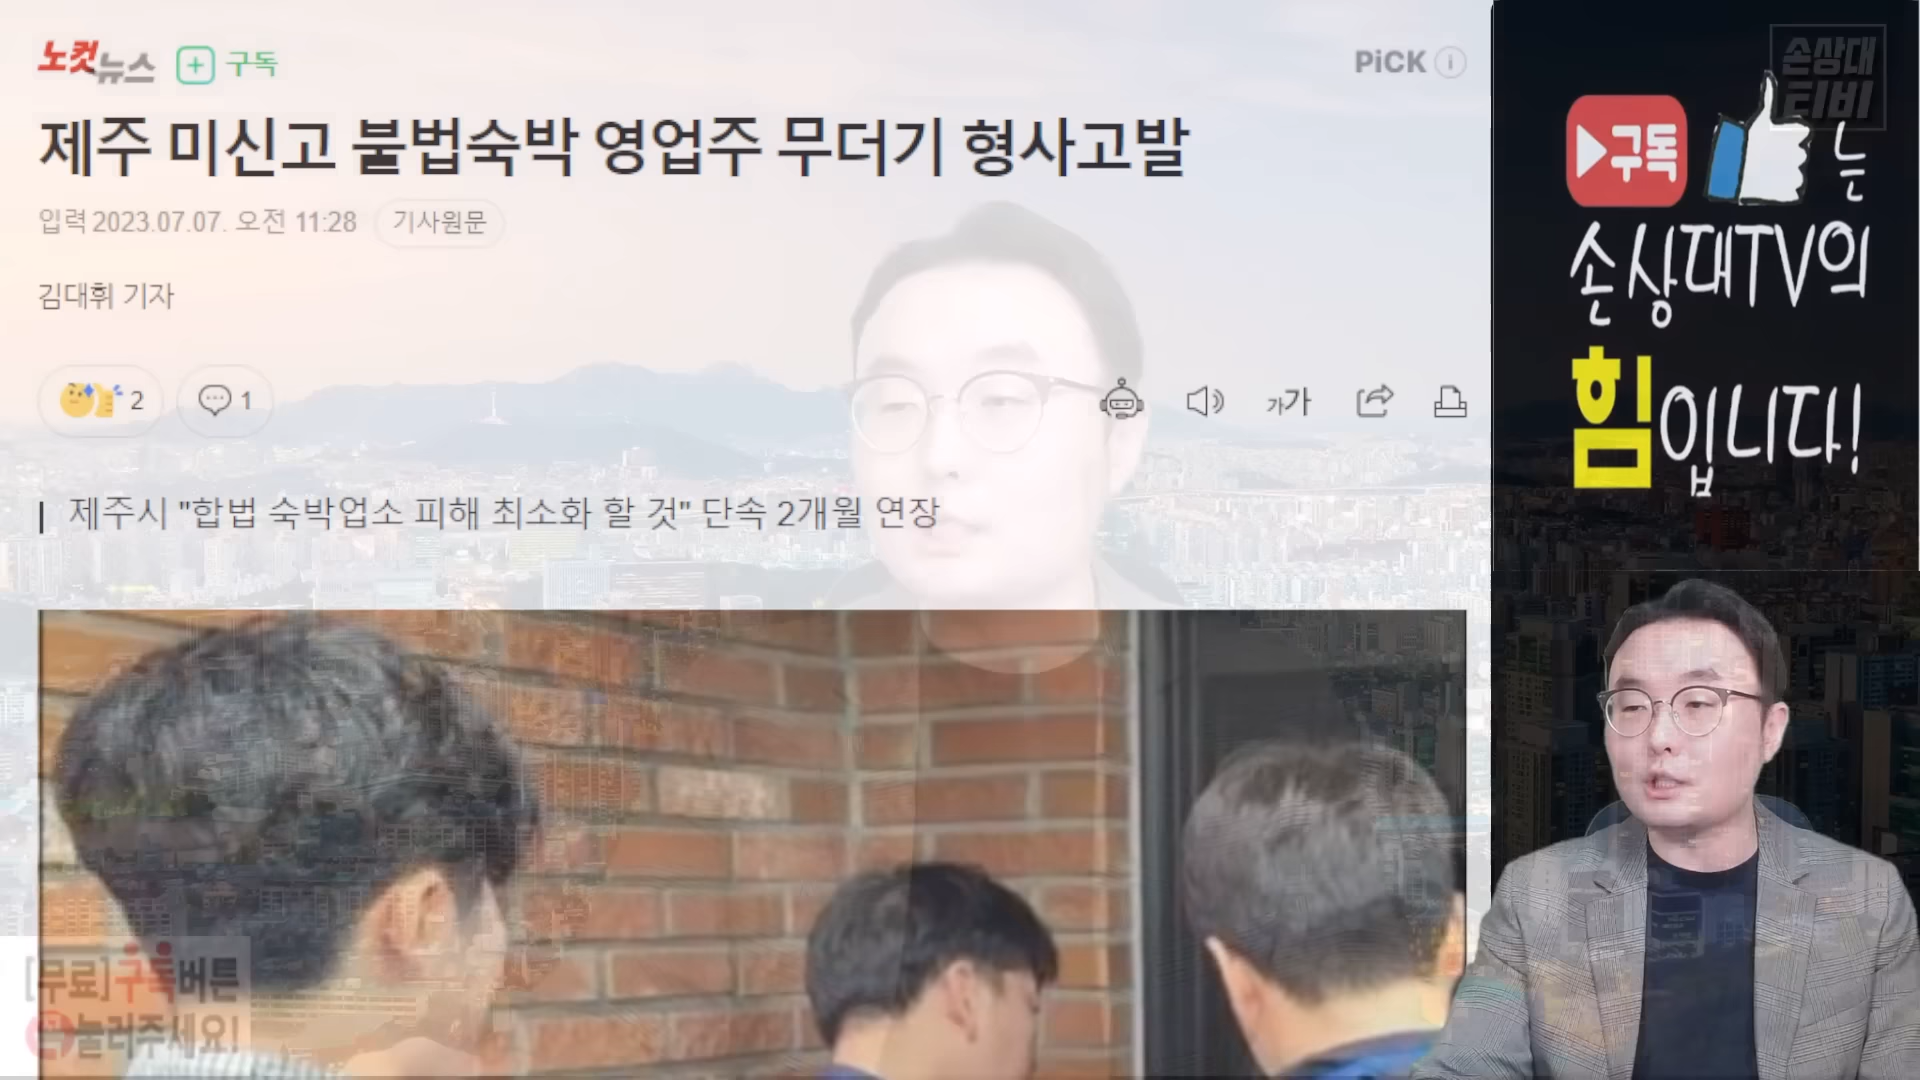 노컷뉴스
구독
PiCK
제주 미신고 불법숙박 영업주 무더기 형사고발
입력 2023.07.07. 오전 11:28
기사원문
김대휘 기자
2
1
가가
제주시 "합법 숙박업소 피해 최소화 할 것" 단속 2개월 연장
[무료]구독버튼
꼭눌러주세요!
손상대
티비
구독
는
손상대TV의
힘입니다!